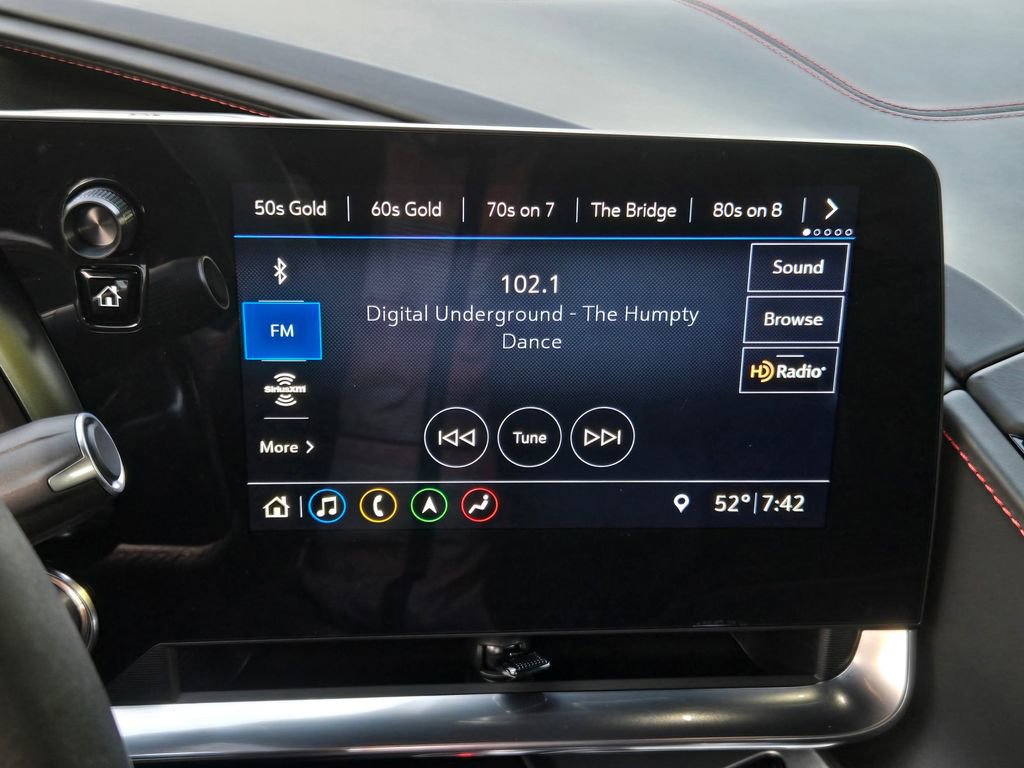 50s Gold | 60s Gold | 70s on 7 | The Bridge | 80s on 8 |
Sound
102.1
FM
Digital Underground - The Humpty
Dance
Browse
HD Radio
SiriusXM
More
Tune
52° | 7:42